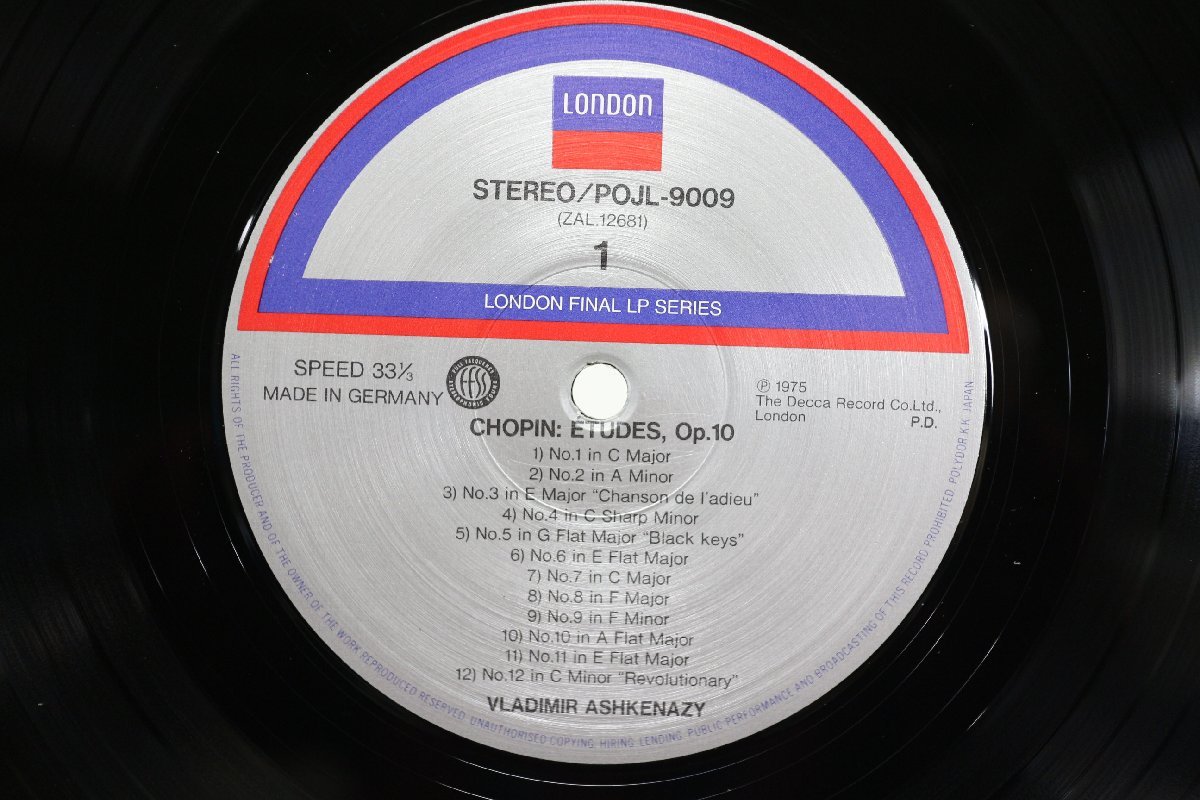 LONDON
STEREO/POJL-9009
(ZAL.12681)
1
LONDON FINAL LP SERIES
SPEED 33⅓
MADE IN GERMANY
FULL FREQUENCY
FFSS
STEREOPHONIC SOUND
℗ 1975
The Decca Record Co.Ltd.,
London P.D.
CHOPIN: ETUDES, Op.10
1) No.1 in C Major
2) No.2 in A Minor
3) No.3 in E Major “Chanson de l'adieu”
4) No.4 in C Sharp Minor
5) No.5 in G Flat Major “Black keys”
6) No.6 in E Flat Major
7) No.7 in C Major
8) No.8 in F Major
9) No.9 in F Minor
10) No.10 in A Flat Major
11) No.11 in E Flat Major
12) No.12 in C Minor “Revolutionary”
VLADIMIR ASHKENAZY
ALL RIGHTS OF THE PRODUCER AND OF THE OWNER OF THE WORK REPRODUCED RESERVED UNAUTHORISED COPYING HIRING LENDING PUBLIC PERFORMANCE AND BROADCASTING OF THIS RECORD PROHIBITED POLYDOR K.K. JAPAN